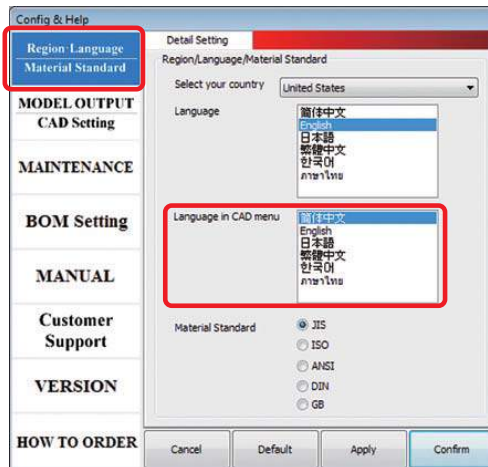 Config & Help
Region·Language
Material Standard
MODEL OUTPUT
CAD Setting
MAINTENANCE
BOM Setting
MANUAL
Customer
Support
VERSION
HOW TO ORDER
Detail Setting
Region/Language/Material Standard
Select your country
United States
Language
簡体中文
English
日本語
繁體中文
한국어
ภาษาไทย
Language in CAD menu
簡体中文
English
日本語
繁體中文
한국어
ภาษาไทย
Material Standard
JIS
ISO
ANSI
DIN
GB
Cancel
Default
Apply
Confirm